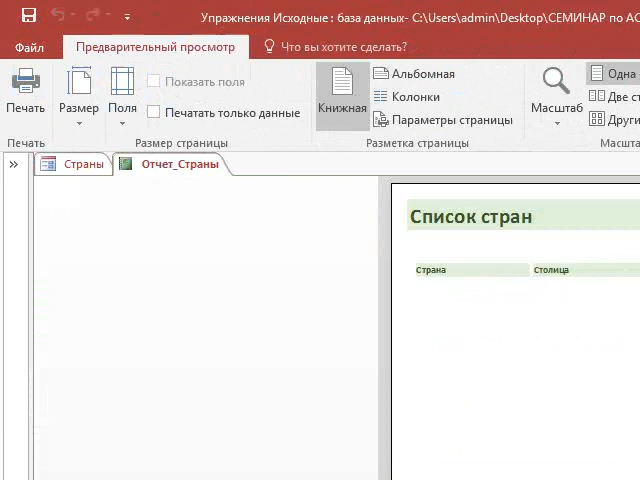 Упражнения Исходные : база данных- C:\Users\admin\Desktop\СЕМИНАР по AC
Файл Предварительный просмотр Что вы хотите сделать?
Печать
Размер
Поля
Показать поля
Печатать только данные
Книжная
Альбомная
Колонки
Параметры страницы
Масштаб
Одна
Две ст
Други
Печать Размер страницы Разметка страницы Масшта
» Страны Отчет_Страны
Список стран
Страна Столица